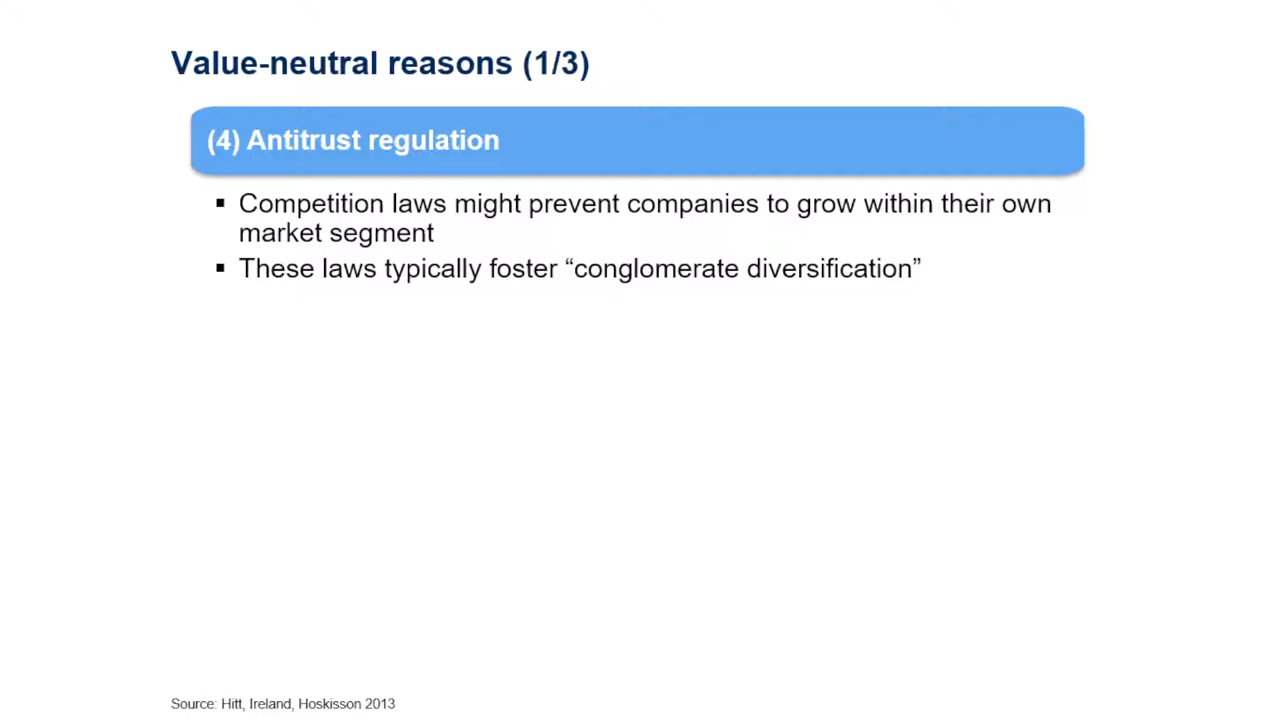 Value-neutral reasons (1/3)
(4) Antitrust regulation
▪ Competition laws might prevent companies to grow within their own
market segment
▪ These laws typically foster “conglomerate diversification”
Source: Hitt, Ireland, Hoskisson 2013